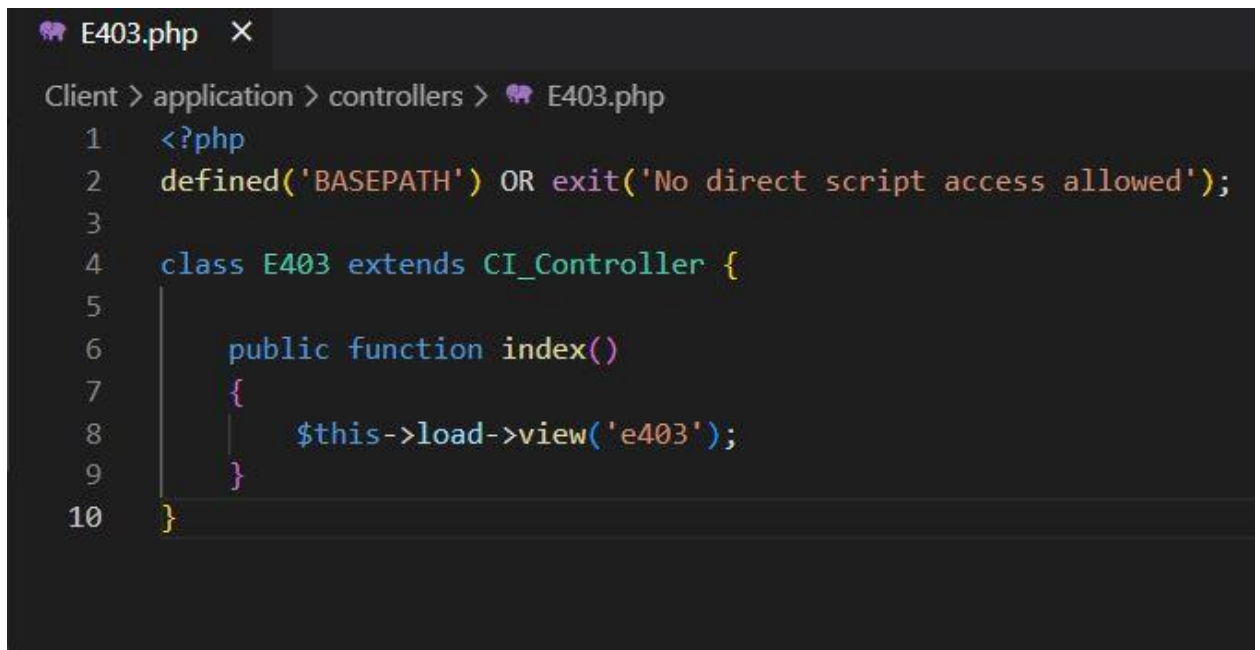 E403.php ×
Client > application > controllers > E403.php
1 <?php
2 defined('BASEPATH') OR exit('No direct script access allowed');
3
4 class E403 extends CI_Controller {
5
6     public function index()
7     {
8         $this->load->view('e403');
9     }
10 }